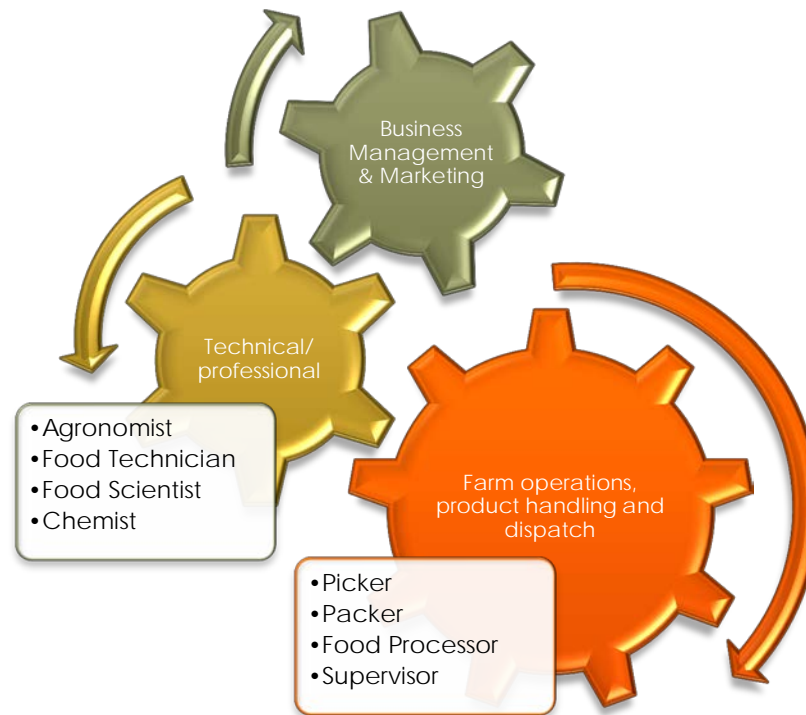 Business
Management
& Marketing
Technical/
professional
•Agronomist
•Food Technician
•Food Scientist
•Chemist
Farm operations,
product handling and
dispatch
•Picker
•Packer
•Food Processor
•Supervisor